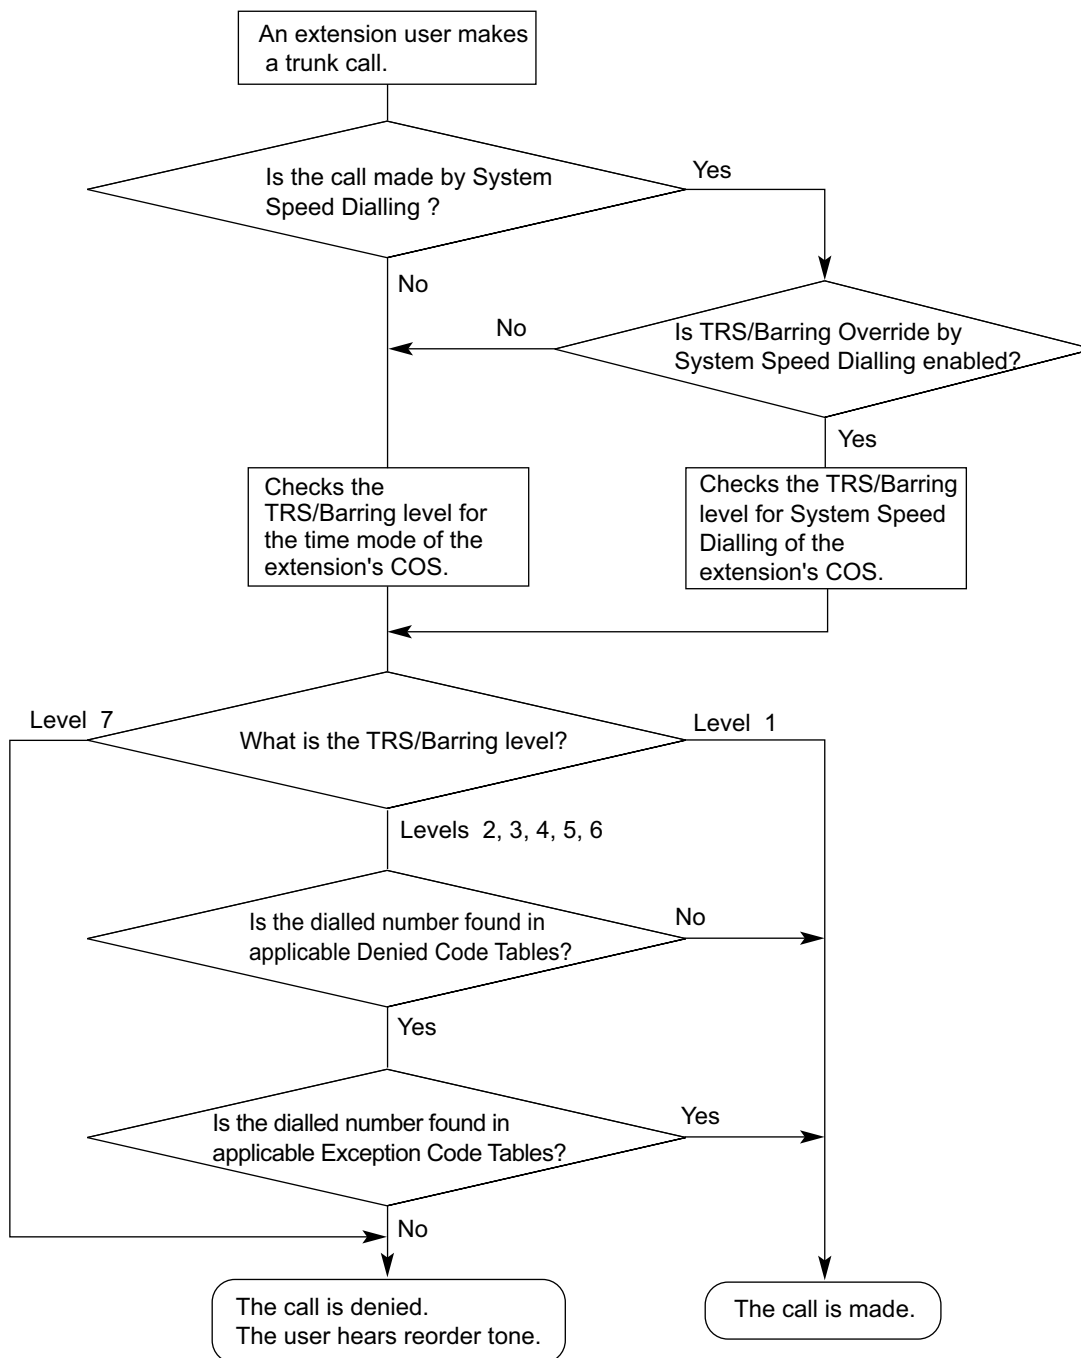 An extension user makes
a trunk call.
Is the call made by System
Speed Dialling ?
Yes
No
Is TRS/Barring Override by
System Speed Dialling enabled?
No
Yes
Checks the
TRS/Barring level for
the time mode of the
extension's COS.
Checks the TRS/Barring
level for System Speed
Dialling of the
extension's COS.
Level 7
What is the TRS/Barring level?
Level 1
Levels 2, 3, 4, 5, 6
Is the dialled number found in
applicable Denied Code Tables?
No
Yes
Is the dialled number found in
applicable Exception Code Tables?
Yes
No
The call is denied.
The user hears reorder tone.
The call is made.